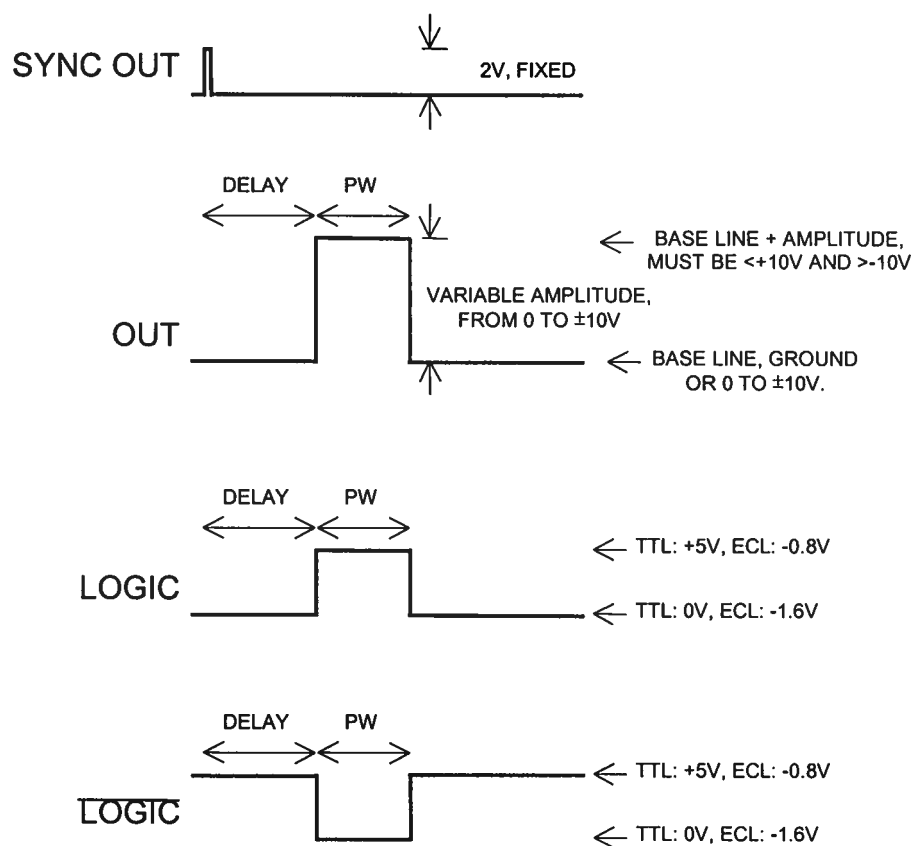 SYNC OUT
2V, FIXED
DELAY
PW
BASE LINE + AMPLITUDE,
MUST BE <+10V AND >-10V
VARIABLE AMPLITUDE,
FROM 0 TO ±10V
OUT
BASE LINE, GROUND
OR 0 TO ±10V.
DELAY
PW
TTL: +5V, ECL: -0.8V
LOGIC
TTL: 0V, ECL: -1.6V
DELAY
PW
TTL: +5V, ECL: -0.8V
LOGIC
TTL: 0V, ECL: -1.6V